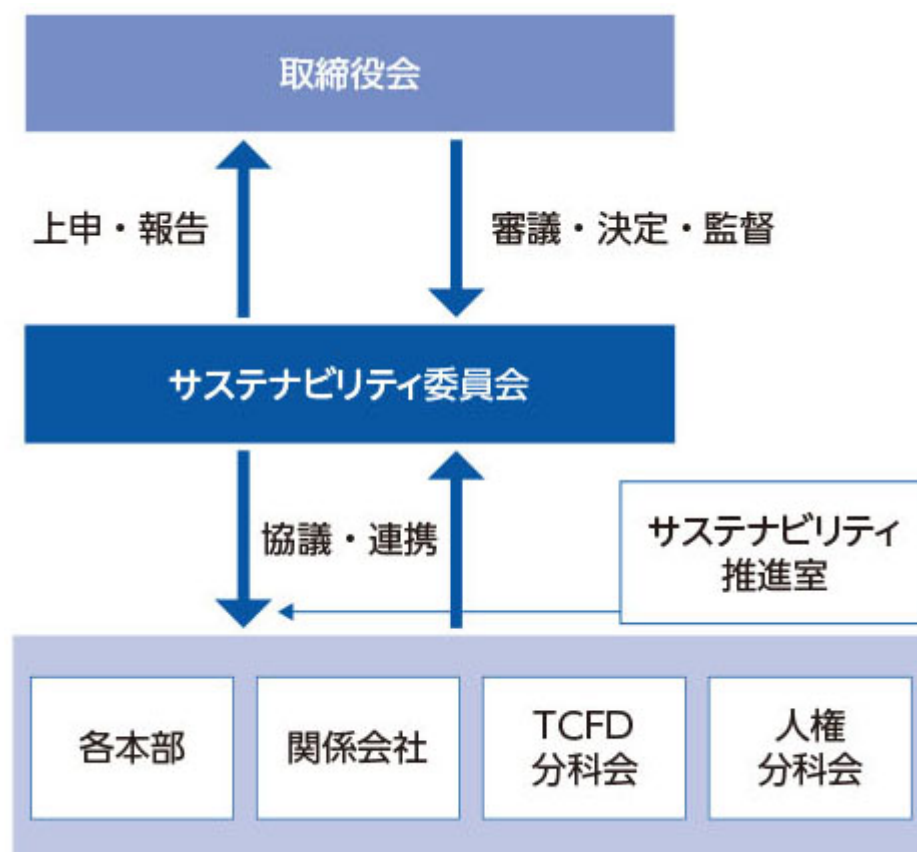 取締役会
上申・報告
審議・決定・監督
サステナビリティ委員会
協議・連携
サステナビリティ
推進室
各本部
関係会社
TCFD
分科会
人権
分科会